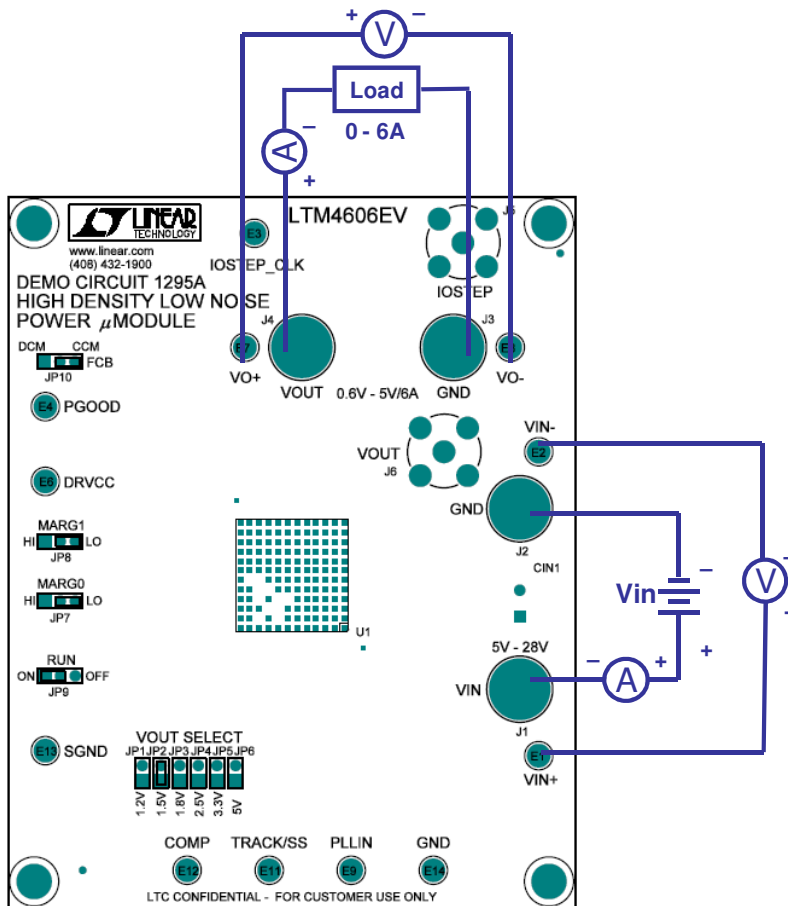 + V –
Load
0 - 6A
–
A
+
LINEAR
TECHNOLOGY
www.linear.com
(408) 432-1900
LTM4606EV
E3
IOSTEP_CLK
J5
IOSTEP
DEMO CIRCUIT 1295A
HIGH DENSITY LOW NOISE
POWER µMODULE
J4
J3
DCM CCM
FCB
JP10
E7
VO+
VOUT
0.6V - 5V/6A
GND
VO-
E4 PGOOD
VOUT
J6
VIN-
E2
E6 DRVCC
GND
J2
MARG1
HI LO
JP8
CIN1
MARG0
HI LO
JP7
U1
Vin
–
+
V
–
5V - 28V
– A +
RUN
ON OFF
JP9
VIN
J1
E13 SGND
E1
VIN+
VOUT SELECT
JP1 JP2 JP3 JP4 JP5 JP6
1.2V 1.5V 1.8V 2.5V 3.3V 5V
COMP TRACK/SS PLLIN GND
E12 E11 E9 E14
LTC CONFIDENTIAL - FOR CUSTOMER USE ONLY